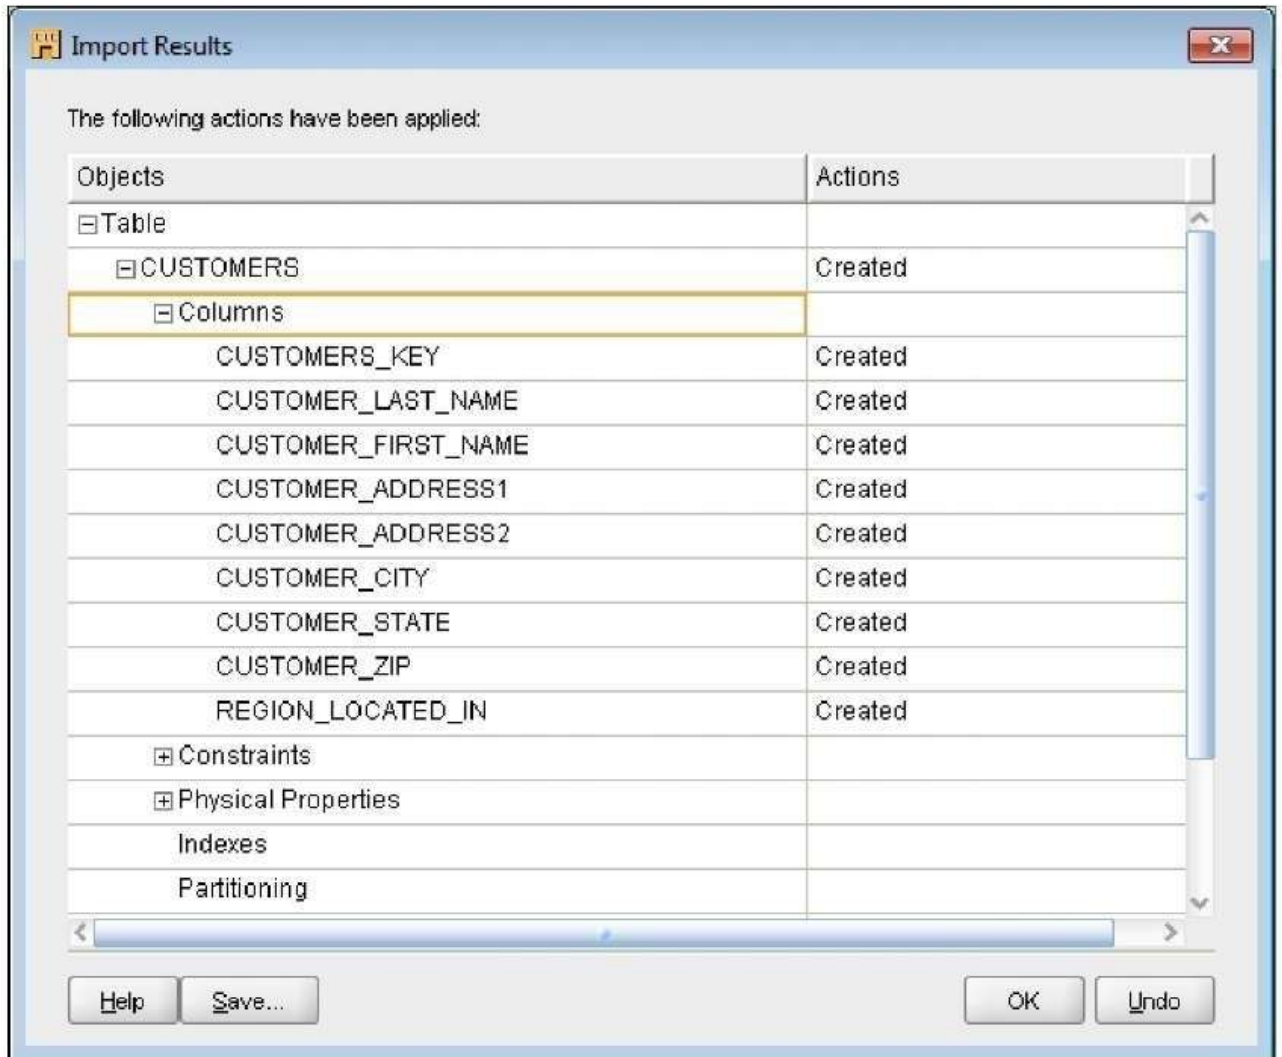 Import Results
The following actions have been applied:
Objects Actions
Table
CUSTOMERS Created
Columns
CUSTOMERS_KEY Created
CUSTOMER_LAST_NAME Created
CUSTOMER_FIRST_NAME Created
CUSTOMER_ADDRESS1 Created
CUSTOMER_ADDRESS2 Created
CUSTOMER_CITY Created
CUSTOMER_STATE Created
CUSTOMER_ZIP Created
REGION_LOCATED_IN Created
Constraints
Physical Properties
Indexes
Partitioning
Help Save... OK Undo